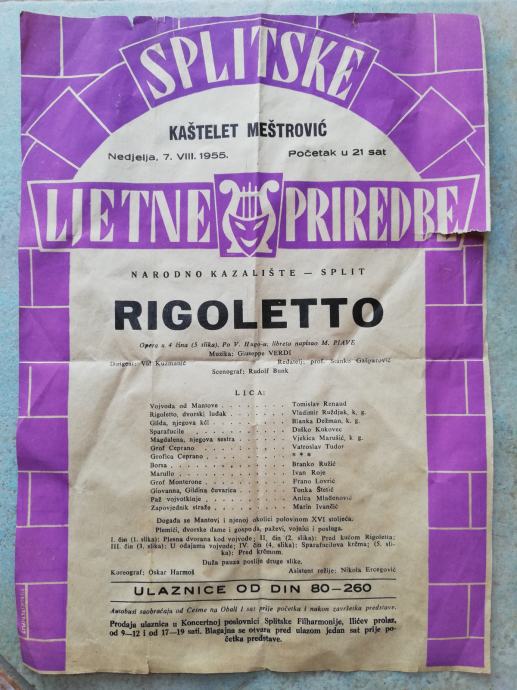 SPLITSKE
KAŠTELET MEŠTROVIĆ
Nedjelja, 7. VIII. 1955. Početak u 21 sat
LJETNE PRIREDBE
NARODNO KAZALIŠTE — SPLIT
RIGOLETTO
Opera u 4 čina (5 slika), Po V. Hugo-u, libreto napisao M. PIAVE
Muzika: Giuseppe VERDI
Dirigent: Vid Kuzmanić Redatelj: prof. Stanko Gašparović
Scenograf: Rudolf Bunk
LICA:
Vojvoda od Mantove . . . . . . . . Tomislav Renaud
Rigoletto, dvorski luđak . . . . . . . Vladimir Ruždjak, k. g.
Gilda, njegova kći . . . . . . . . Blanka Dežman, k. g.
Sparafucile . . . . . . . . . . Duško Kukovec
Magdalena, njegova sestra . . . . . . Vjekica Marušić, k. g.
Grof Ceprano . . . . . . . . . . Vatroslav Tudor
Grofica Ceprano . . . . . . . . . * * *
Borsa . . . . . . . . . . . . Branko Ružić
Marullo . . . . . . . . . . . Ivan Roje
Grof Monterone . . . . . . . . . Frano Lovrić
Giovanna, Gildina čuvarica . . . . . . Tonka Štetić
Paž vojvotkinje . . . . . . . . . Anica Mlađenović
Zapovjednik straže . . . . . . . . Marin Ivančić
Događa se u Mantovi i njenoj okolici polovinom XVI stoljeća.
Plemići, dvorske dame i gospoda, paževi, vojnici i posluga.
I. čin (1. slika): Plesna dvorana kod vojvode; II. čin (2. slika): Pred kućom Rigoletta;
III. čin (3. slika): U odajama vojvode; IV. čin (4. slika): Sparafucilova krčma; (5. sli-
ka): Pred krčmom.
Duža pauza poslije druge slike.
Koreograf: Oskar Harmoš Asistent režije: Nikola Ercegović
ULAZNICE OD DIN 80—260
Autobusi saobraćaju od Česme na Obali 1 sat prije početka i nakon završetka predstave.
Prodaja ulaznica u Koncertnoj poslovnici Splitske Filharmonije, Ilićev prolaz,
od 9—12 i od 17—19 sati. Blagajna se otvara pred ulazom jedan sat prije po-
četka predstave.